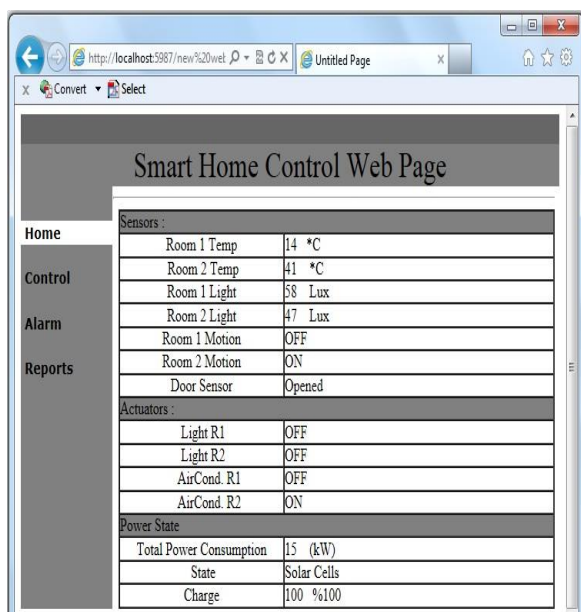 http://localhost:5987/new%20wet
Untitled Page
x Convert Select
Smart Home Control Web Page
Home
Control
Alarm
Reports
Sensors :
Room 1 Temp 14 *C
Room 2 Temp 41 *C
Room 1 Light 58 Lux
Room 2 Light 47 Lux
Room 1 Motion OFF
Room 2 Motion ON
Door Sensor Opened
Actuators :
Light R1 OFF
Light R2 OFF
AirCond. R1 OFF
AirCond. R2 ON
Power State
Total Power Consumption 15 (kW)
State Solar Cells
Charge 100 %100